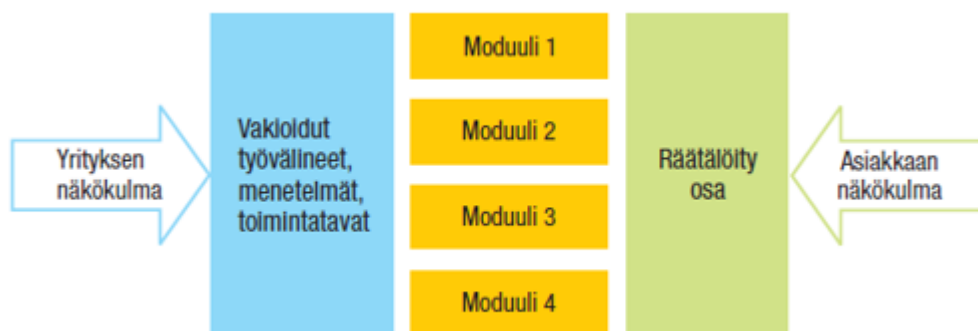 Yrityksen
näkökulma
Vakioidut
työvälineet,
menetelmät,
toimintatavat
Moduuli 1
Moduuli 2
Moduuli 3
Moduuli 4
Räätälöity
osa
Asiakkaan
näkökulma